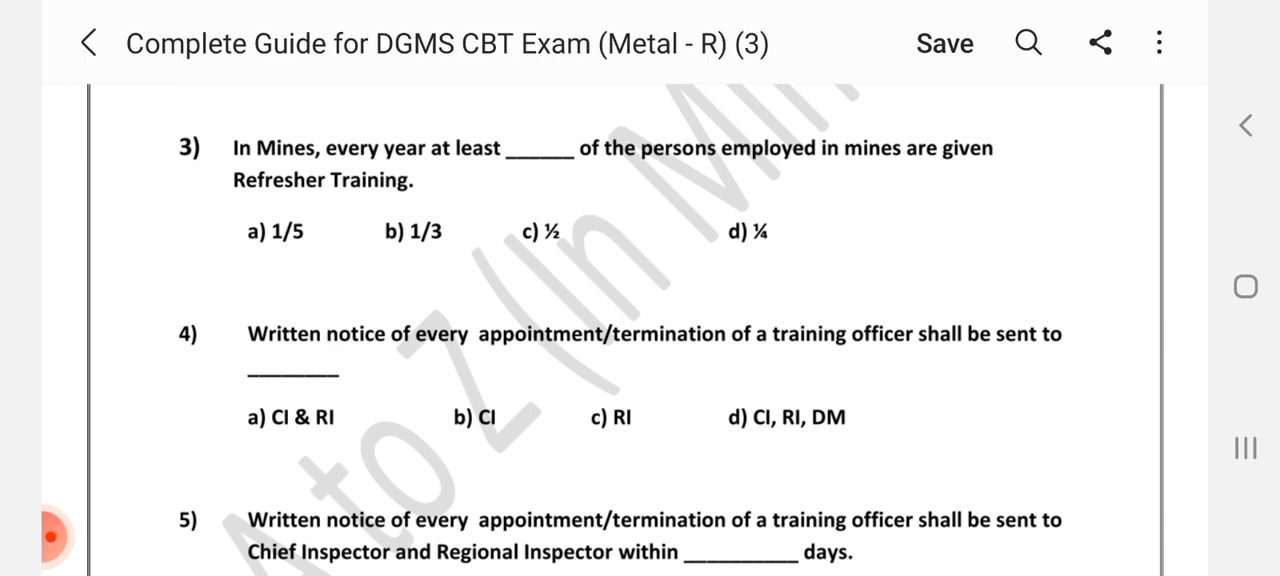 Complete Guide for DGMS CBT Exam (Metal - R) (3) Save
3) In Mines, every year at least ______ of the persons employed in mines are given
Refresher Training.
a) 1/5 b) 1/3 c) ½ d) ¼
4) Written notice of every appointment/termination of a training officer shall be sent to
________
a) CI & RI b) CI c) RI d) CI, RI, DM
5) Written notice of every appointment/termination of a training officer shall be sent to
Chief Inspector and Regional Inspector within __________ days.
A to Z (In Min